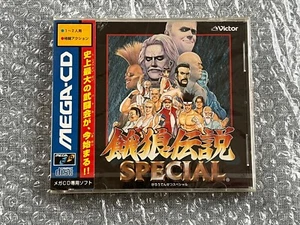 Victor
MEGA-CD
史上最大の武闘会が、今始まる!!
餓狼伝説
SPECIAL
がろうでんせつスペシャル
メガCD専用ソフト